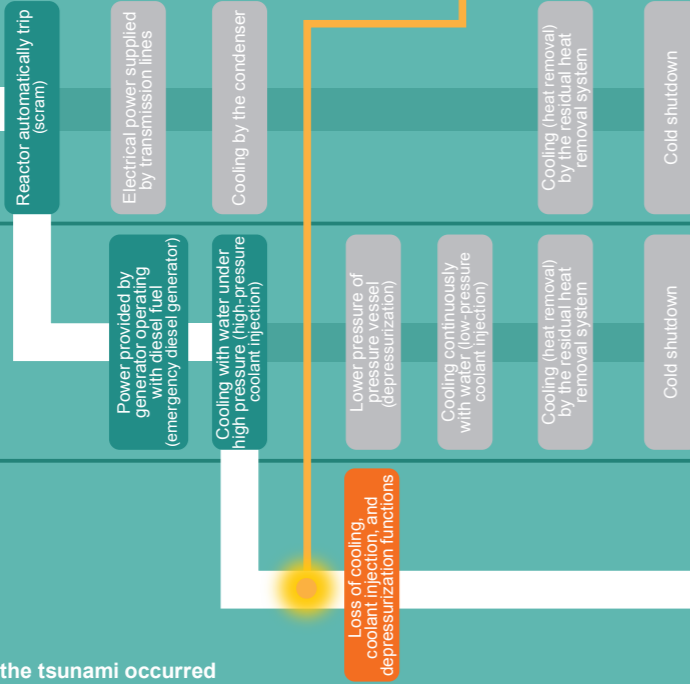 Reactor automatically trip
(scram)
Electrical power supplied
by transmission lines
Cooling by the condenser
Cooling (heat removal)
by the residual heat
removal system
Cold shutdown
Power provided by
generator operating
with diesel fuel
(emergency diesel generator)
Cooling with water under
high pressure (high-pressure
coolant injection)
Lower pressure of
pressure vessel
(depressurization)
Cooling continuously
with water (low-pressure
coolant injection)
Cooling (heat removal)
by the residual heat
removal system
Cold shutdown
Loss of cooling,
coolant injection, and
depressurization functions
the tsunami occurred